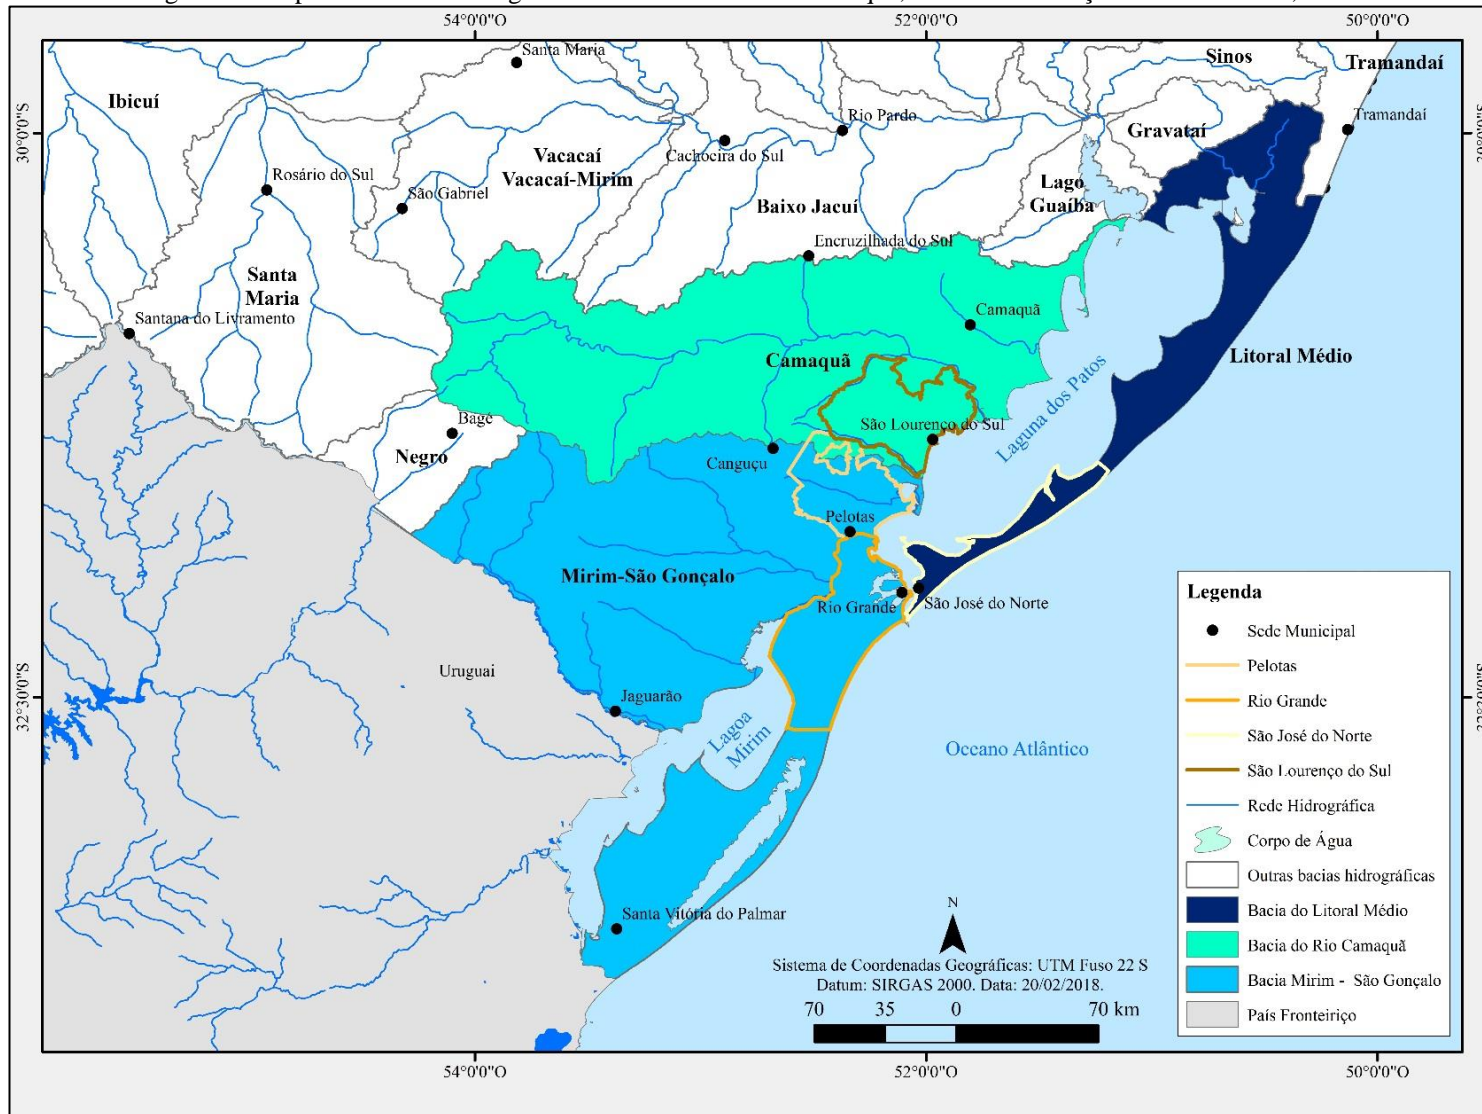 54°0'0"O
52°0'0"O
50°0'0"O
Santa Maria
Sinos
Tramandaí
Ibicuí
Rio Pardo
Tramandaí
30°0'0"S
Gravataí
Cachoeira do Sul
Vacacaí
Vacacaí-Mirim
Rosário do Sul
São Gabriel
Lago
Guaíba
Baixo Jacuí
Encruzilhada do Sul
Santa
Maria
Santana do Livramento
Camaquã
Camaquã
Litoral Médio
Laguna dos Patos
Bagé
São Lourenço do Sul
Negro
Canguçu
Pelotas
Mirim-São Gonçalo
Rio Grande
São José do Norte
Uruguai
32°30'0"S
Jaguarão
Lagoa
Mirim
Oceano Atlântico
Santa Vitória do Palmar
Legenda
Sede Municipal
Pelotas
Rio Grande
São José do Norte
São Lourenço do Sul
Rede Hidrográfica
Corpo de Água
Outras bacias hidrográficas
Bacia do Litoral Médio
Bacia do Rio Camaquã
Bacia Mirim - São Gonçalo
País Fronteiriço
N
Sistema de Coordenadas Geográficas: UTM Fuso 22 S
Datum: SIRGAS 2000. Data: 20/02/2018.
70 35 0 70 km
54°0'0"O
52°0'0"O
50°0'0"O